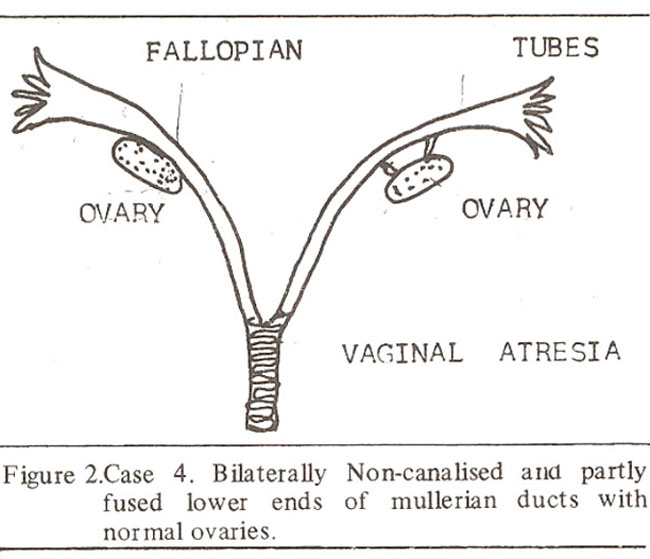 FALLOPIAN TUBES
OVARY
OVARY
VAGINAL ATRESIA
Figure 2.Case 4. Bilaterally Non-canalised and partly
fused lower ends of mullerian ducts with
normal ovaries.